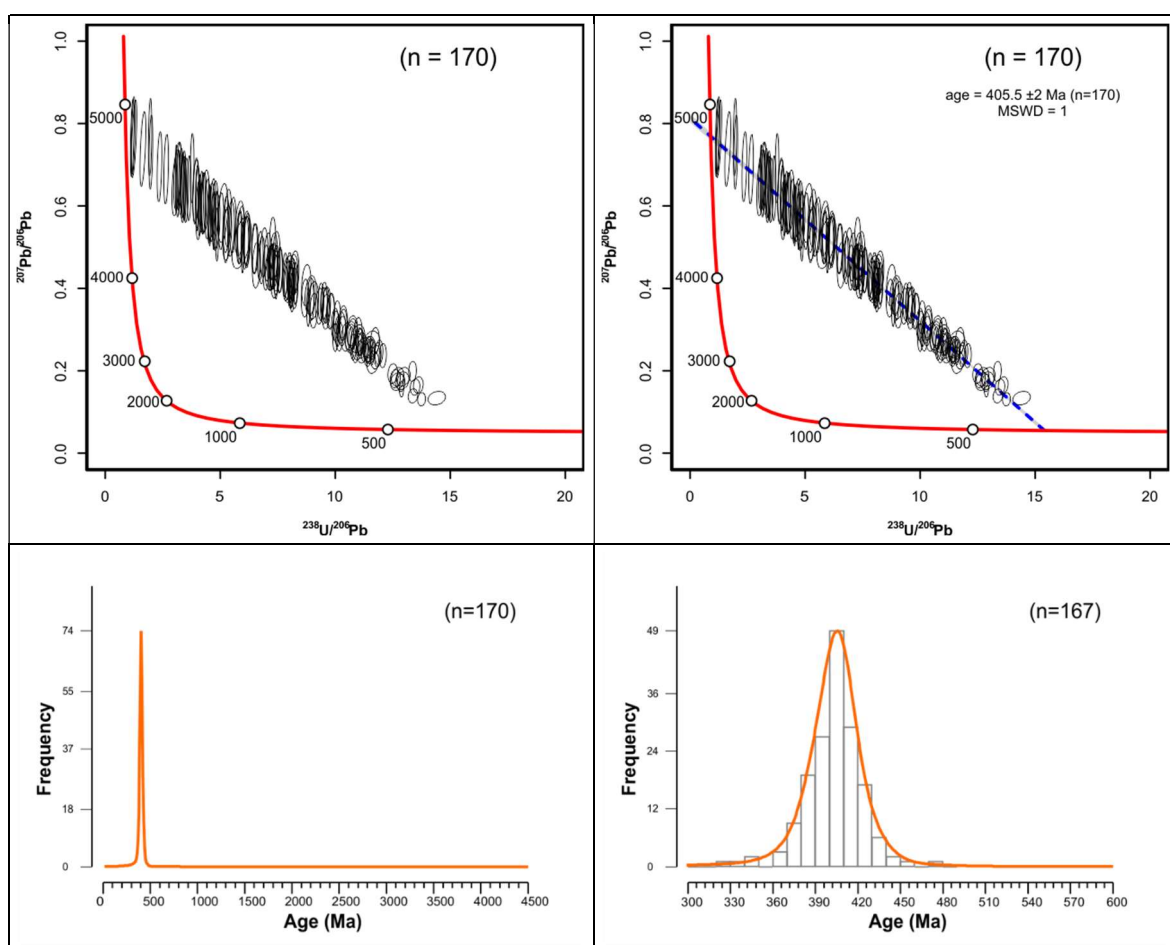 (n = 170)
1.0
0.8
0.6
0.4
0.2
0.0
5000
4000
3000
2000
1000
500
0 5 10 15 20
²⁰⁷Pb/²⁰⁶Pb
²³⁸U/²⁰⁶Pb
(n = 170)
age = 405.5 ±2 Ma (n=170)
MSWD = 1
1.0
0.8
0.6
0.4
0.2
0.0
5000
4000
3000
2000
1000
500
0 5 10 15 20
²⁰⁷Pb/²⁰⁶Pb
²³⁸U/²⁰⁶Pb
(n=170)
74
55
37
18
0
Frequency
0 500 1000 1500 2000 2500 3000 3500 4000 4500
Age (Ma)
(n=167)
49
36
24
12
0
Frequency
300 330 360 390 420 450 480 510 540 570 600
Age (Ma)